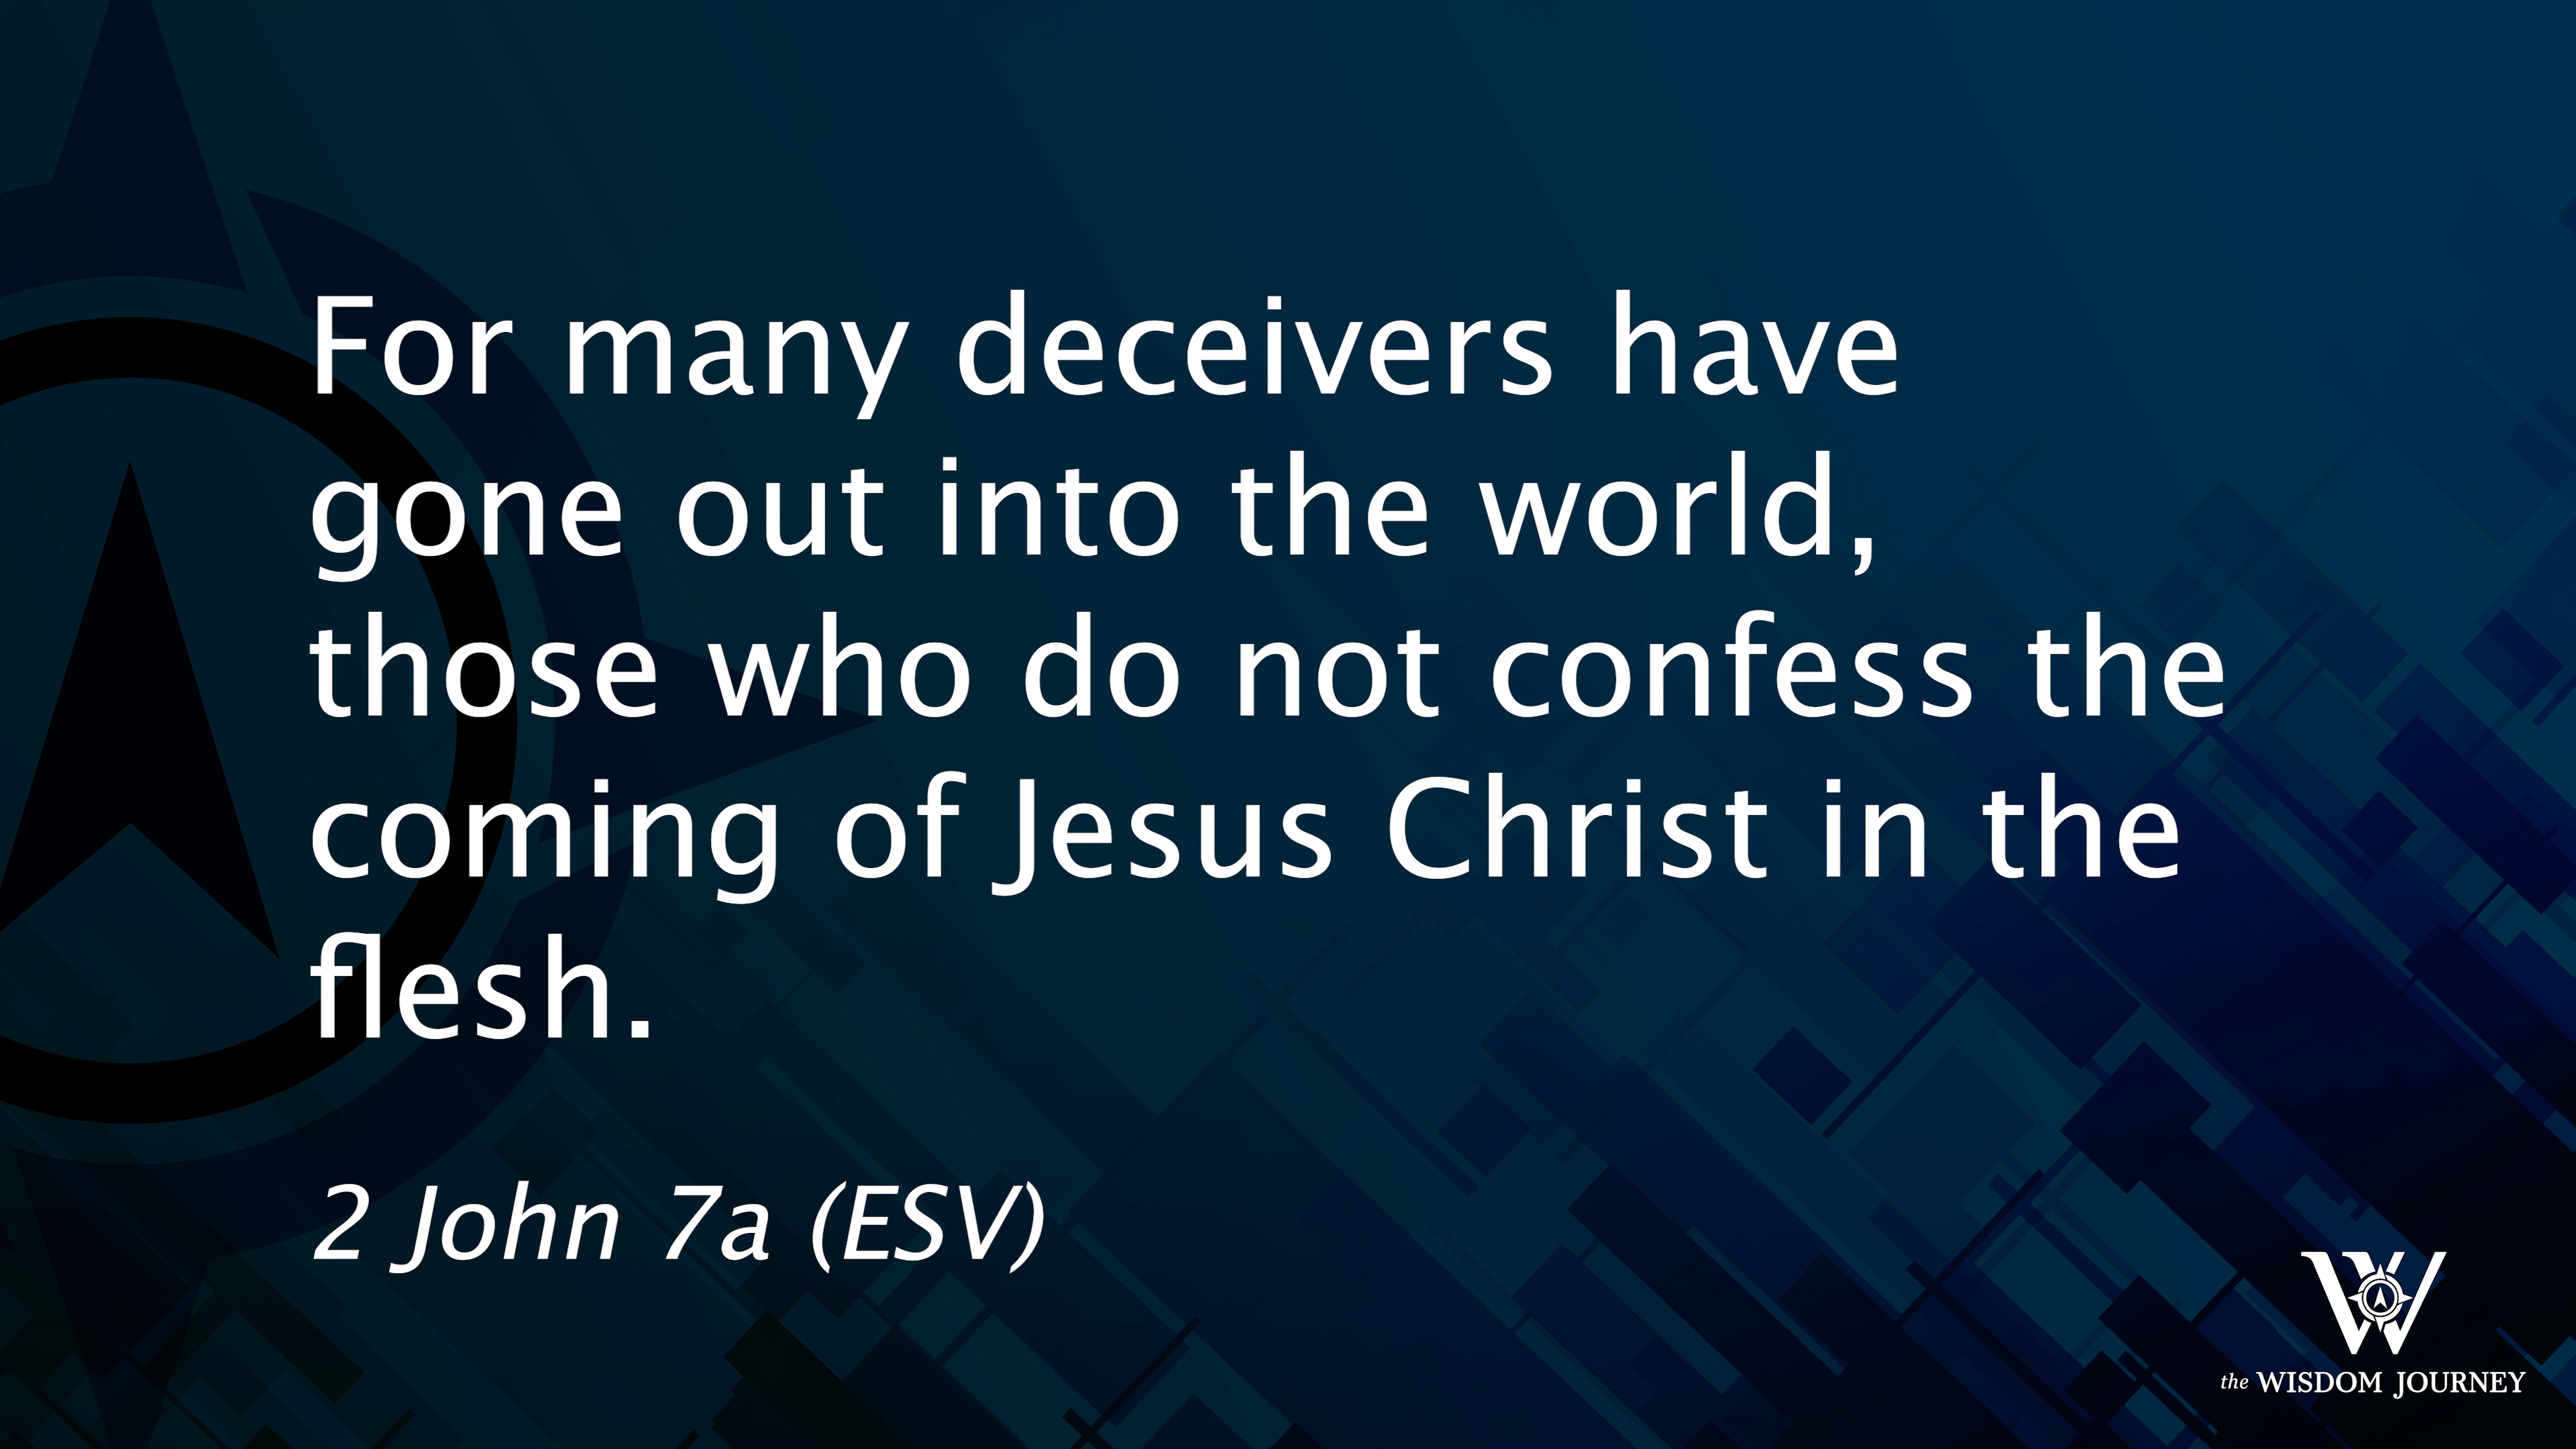 For many deceivers have
gone out into the world,
those who do not confess the
coming of Jesus Christ in the
flesh.
2 John 7a (ESV)
W
the WISDOM JOURNEY